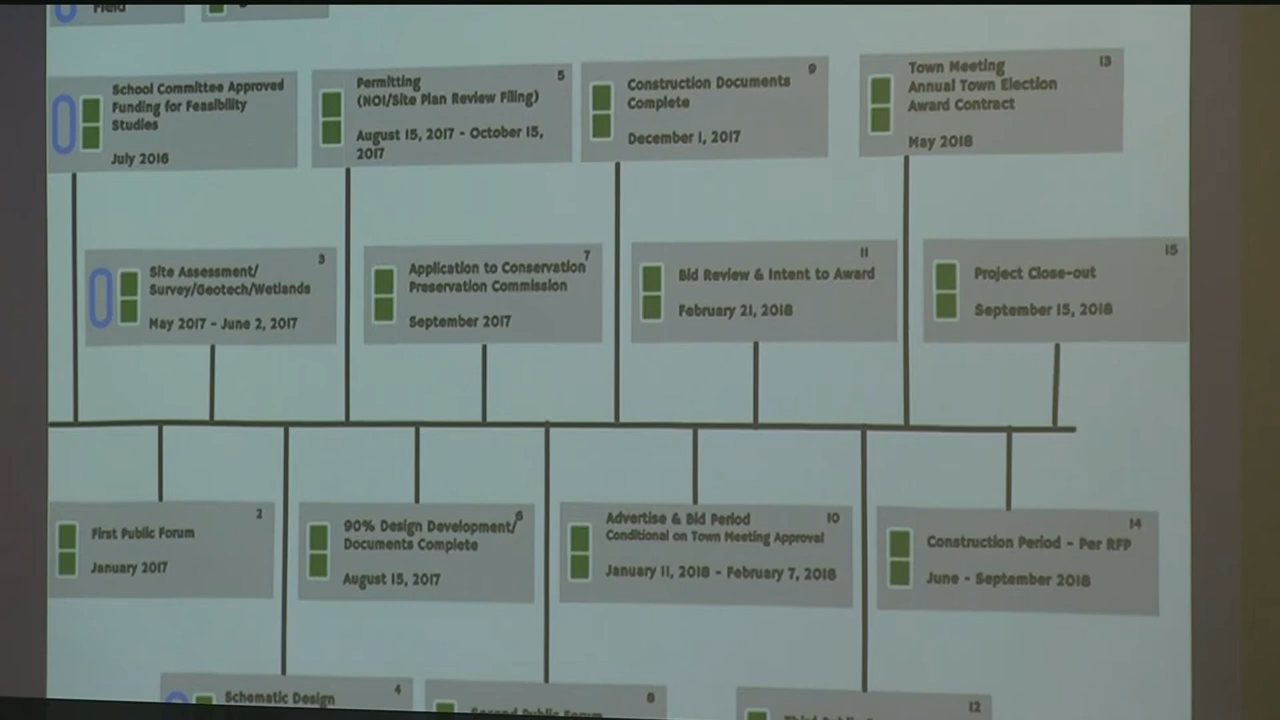 Field
School Committee Approved
Funding for Feasibility
Studies
July 2016
5
Permitting
(NOI/Site Plan Review Filing)
August 15, 2017 - October 15,
2017
9
Construction Documents
Complete
December 1, 2017
13
Town Meeting
Annual Town Election
Award Contract
May 2018
3
Site Assessment/
Survey/Geotech/Wetlands
May 2017 - June 2, 2017
7
Application to Conservation
Preservation Commission
September 2017
11
Bid Review & Intent to Award
February 21, 2018
15
Project Close-out
September 15, 2018
2
First Public Forum
January 2017
6
90% Design Development/
Documents Complete
August 15, 2017
10
Advertise & Bid Period
Conditional on Town Meeting Approval
January 11, 2018 - February 7, 2018
14
Construction Period - Per RFP
June - September 2018
4
Schematic Design
8
Second Public Forum
12
Third Public